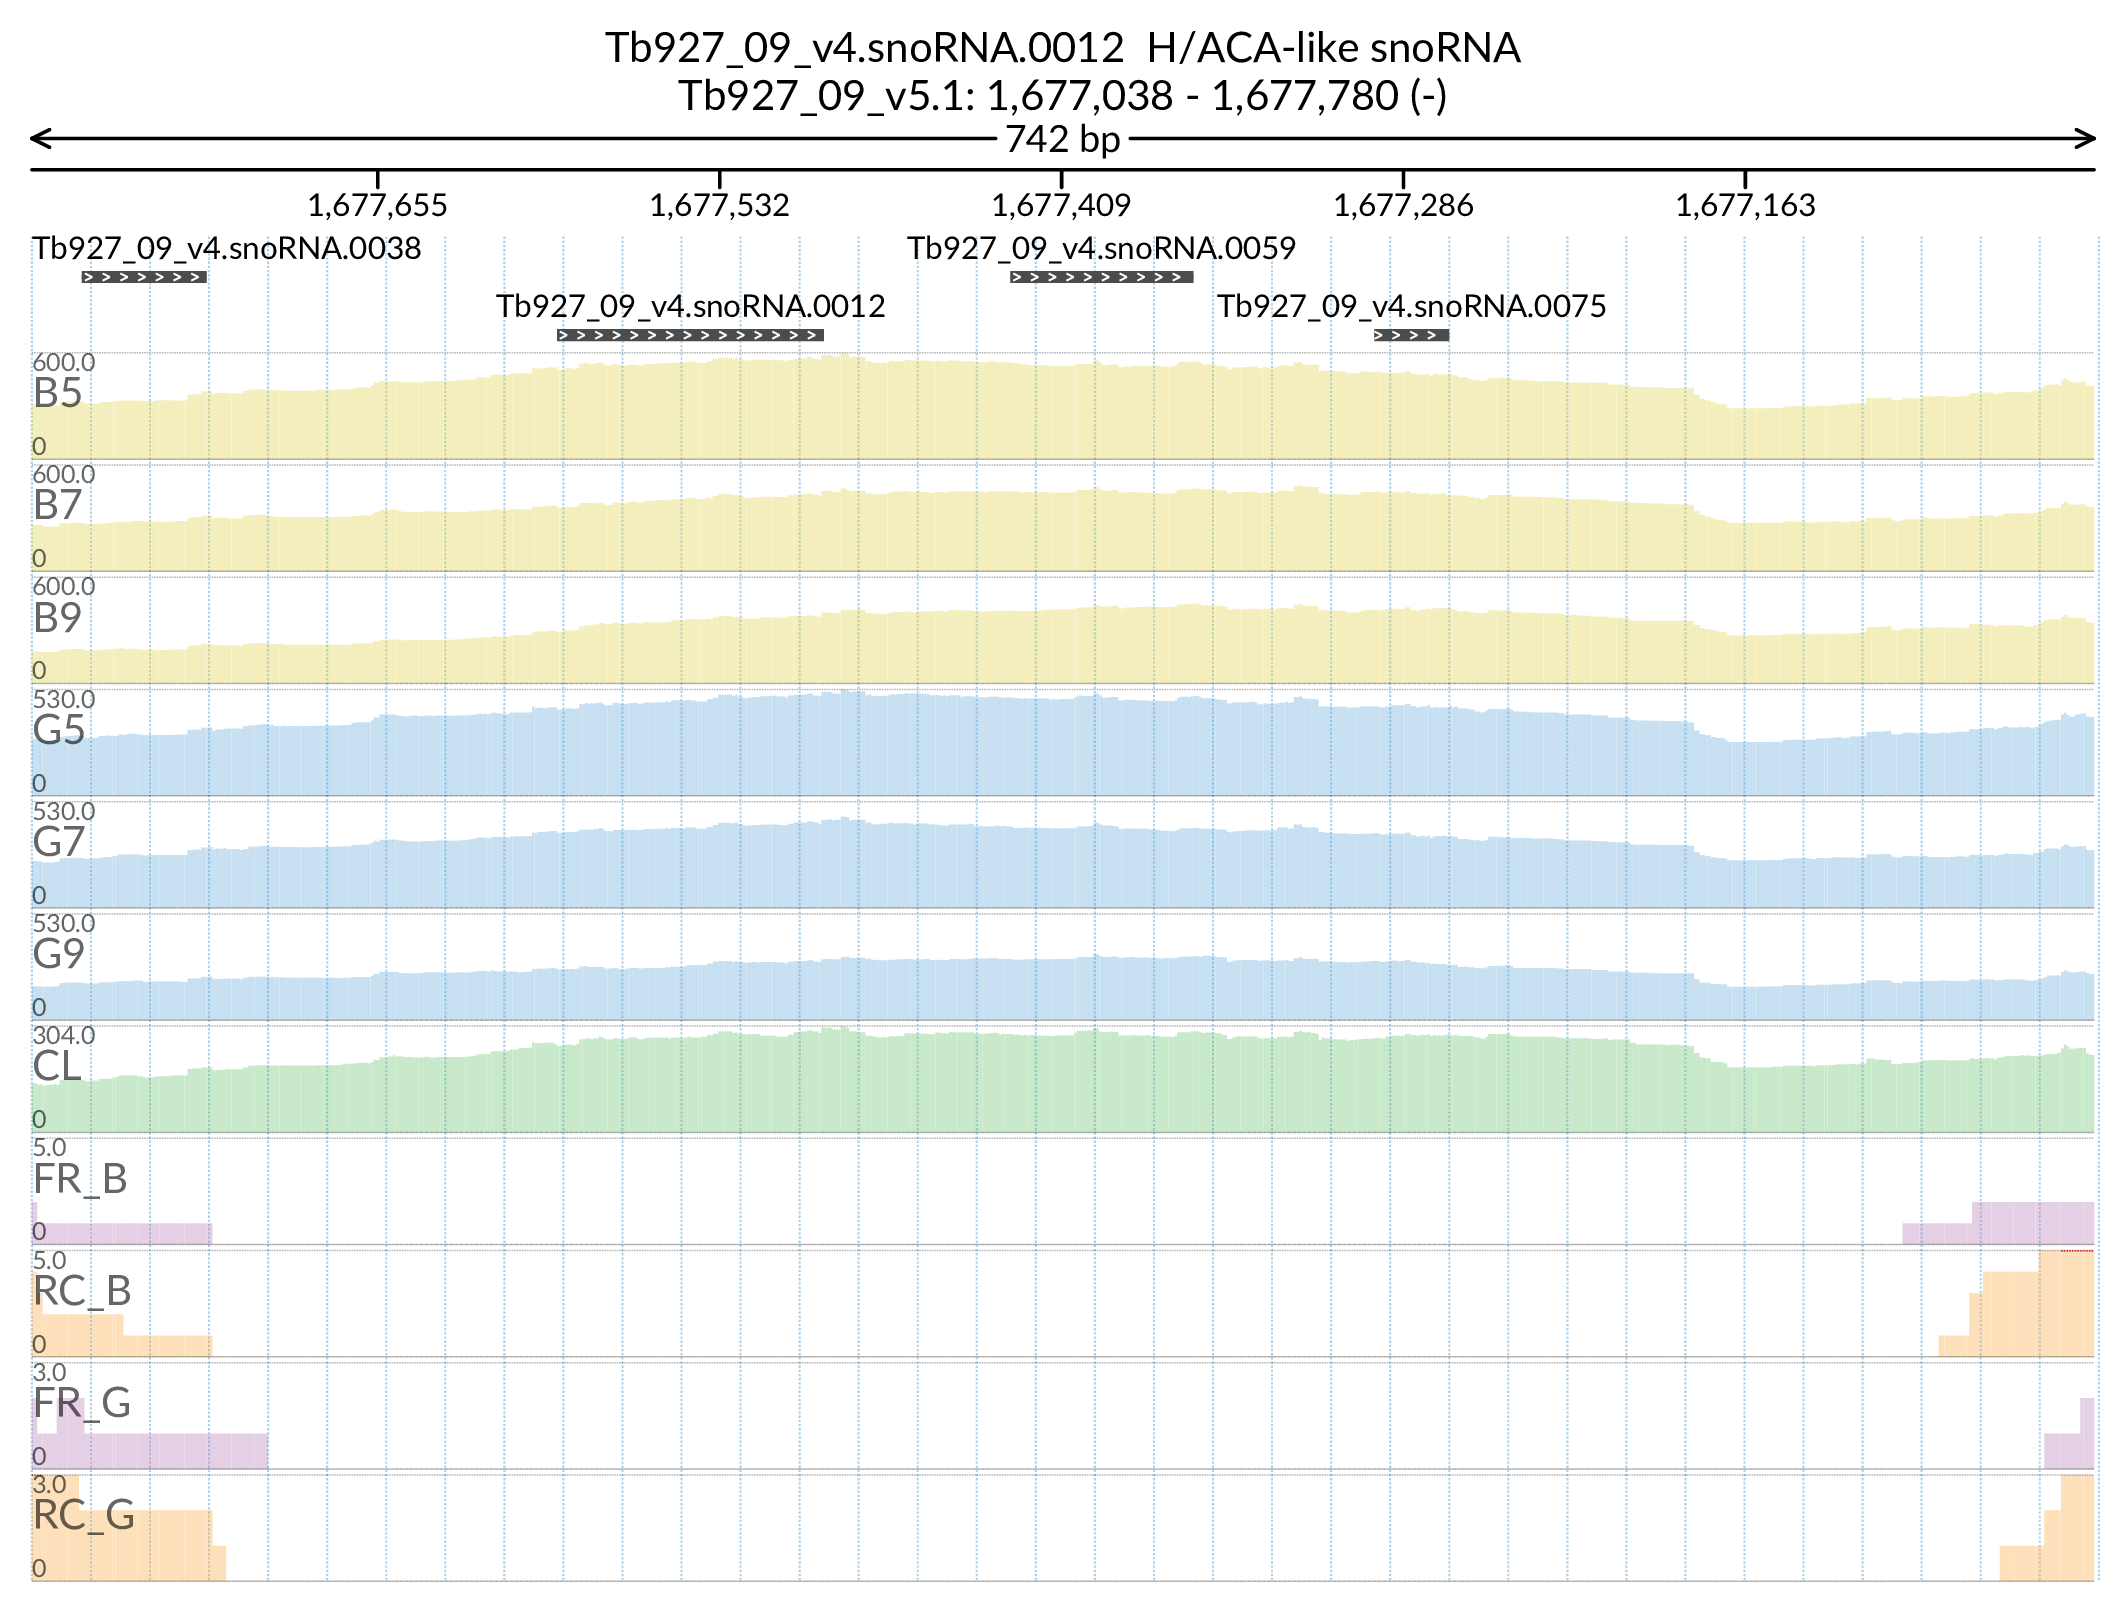 Tb927_09_v4.snoRNA.0012  H/ACA-like snoRNA
Tb927_09_v5.1: 1,677,038 - 1,677,780 (-)
742 bp
1,677,655 1,677,532 1,677,409 1,677,286 1,677,163
Tb927_09_v4.snoRNA.0038 Tb927_09_v4.snoRNA.0059
Tb927_09_v4.snoRNA.0012 Tb927_09_v4.snoRNA.0075
600.0
B5
0
600.0
B7
0
600.0
B9
0
530.0
G5
0
530.0
G7
0
530.0
G9
0
304.0
CL
0
5.0
FR_B
0
5.0
RC_B
0
3.0
FR_G
0
3.0
RC_G
0